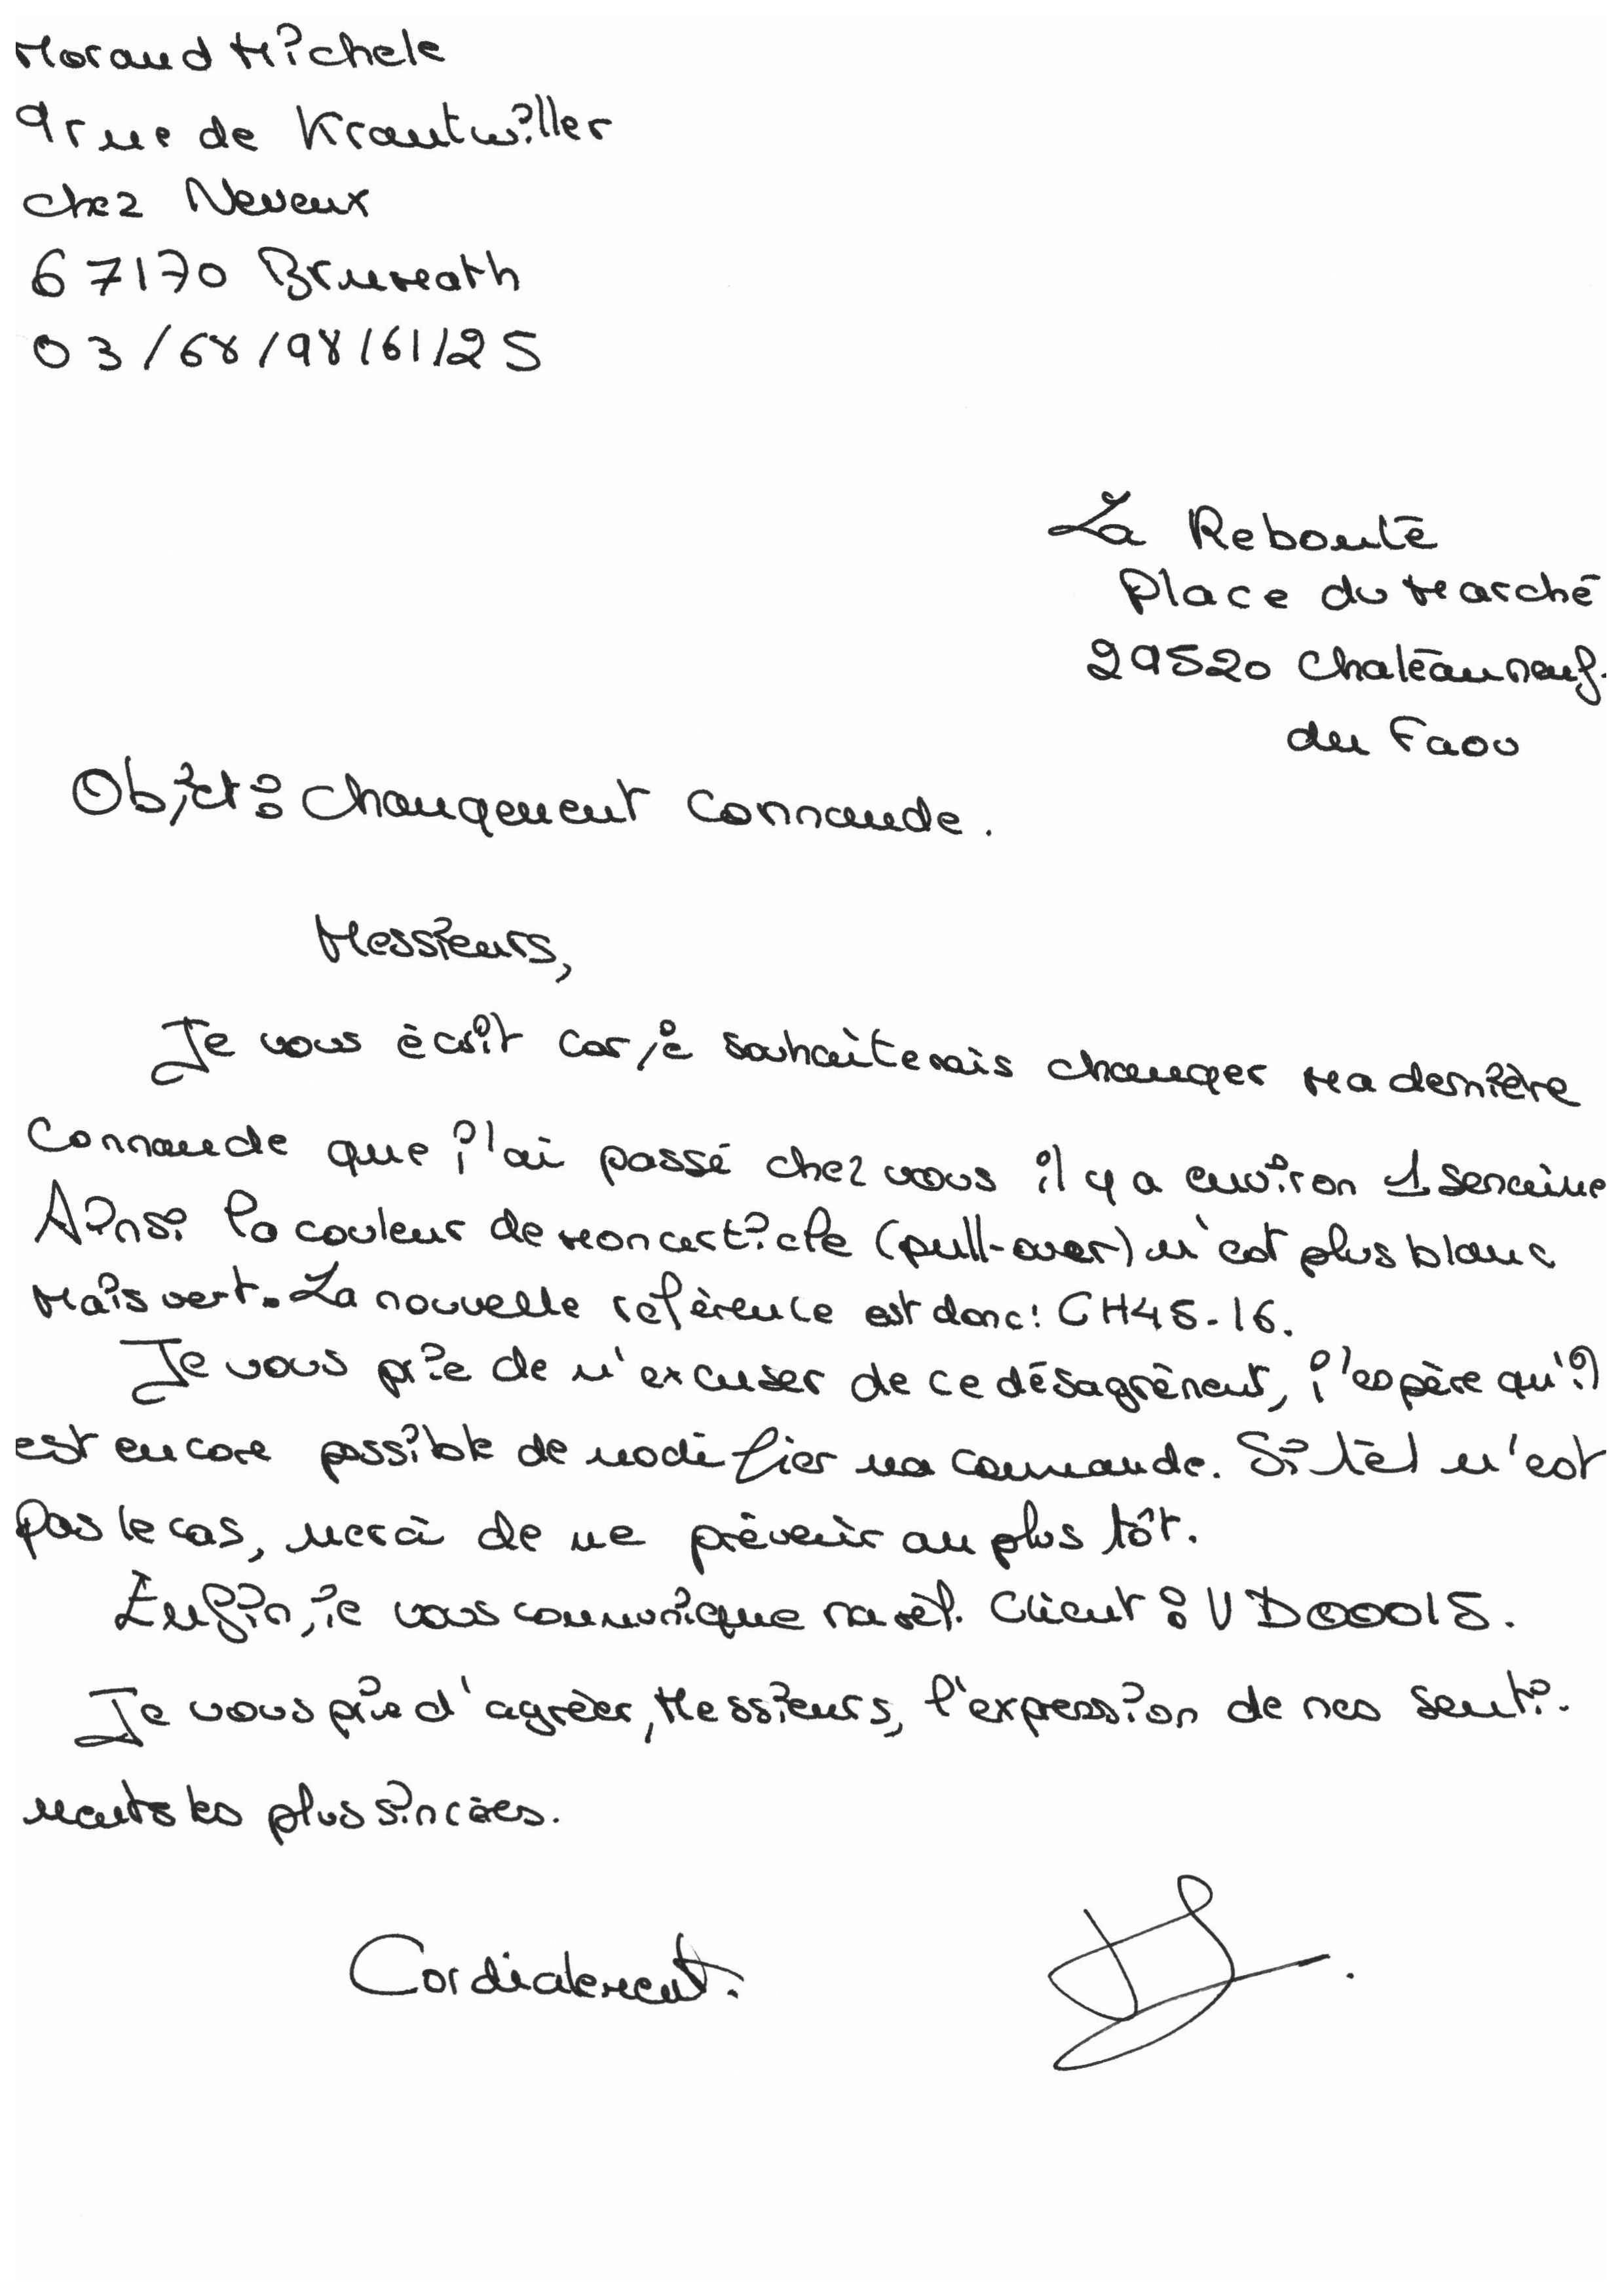 Morand Michele
9 rue de Krautwiller
chez Neveux
67170 Brumath
03/68/98/61/25
La Rebouté
Place du Marché
29520 Chatéauneuf-
du Faou
Objet : Changement Commande.
Messieurs,
Je vous écrit car je souhaiterais changer ma dernière
Commande que j'ai passé chez vous il y a environ 1 semaine
Ainsi la couleur de mon article (pull-over) n'est plus blanc
mais vert. La nouvelle référence est donc : CH45-16.
Je vous prie de m'excuser de ce désagrément, j'espère qu'il
est encore possible de modifier ma commande. Si tel n'est
pas le cas, merci de me prévenir au plus tôt.
Enfin, je vous communique ma réf. Client : VD00015.
Je vous prie d'agréer, Messieurs, l'expression de mes senti-
ments les plus sincères.
Cordialement.